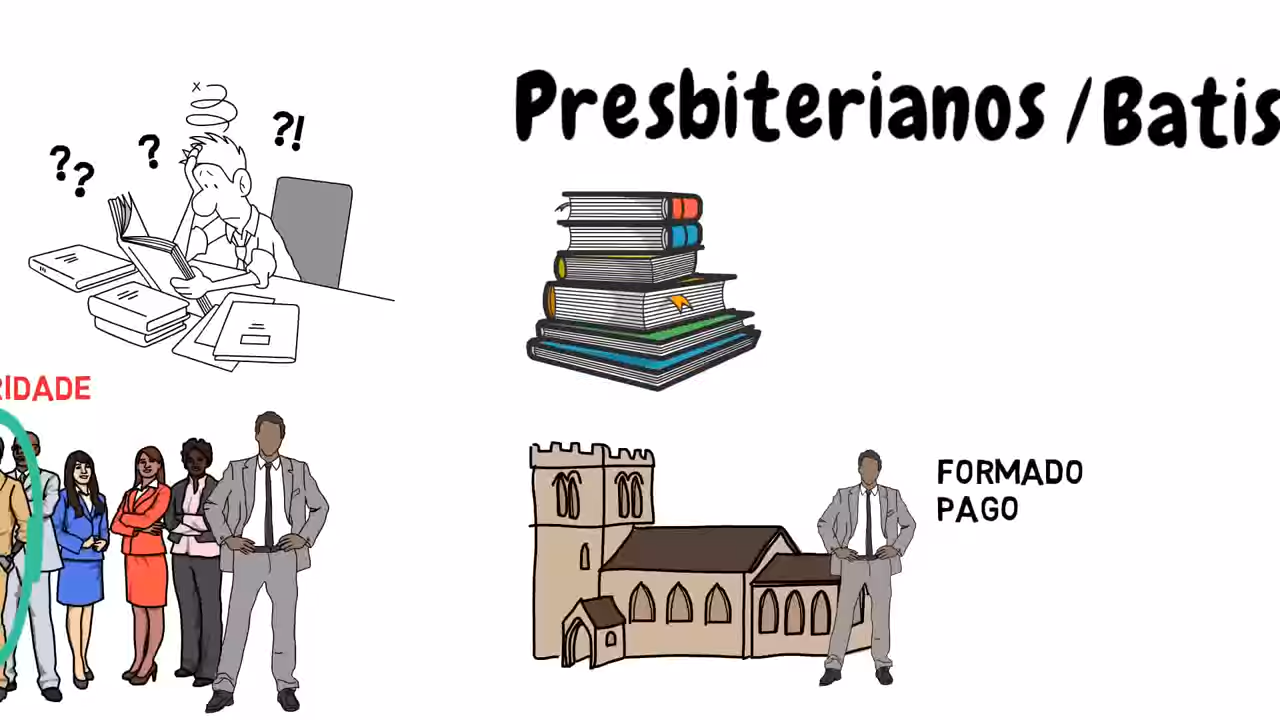 Presbiterianos / Batis
??
?
?!
RIDADE
FORMADO
PAGO